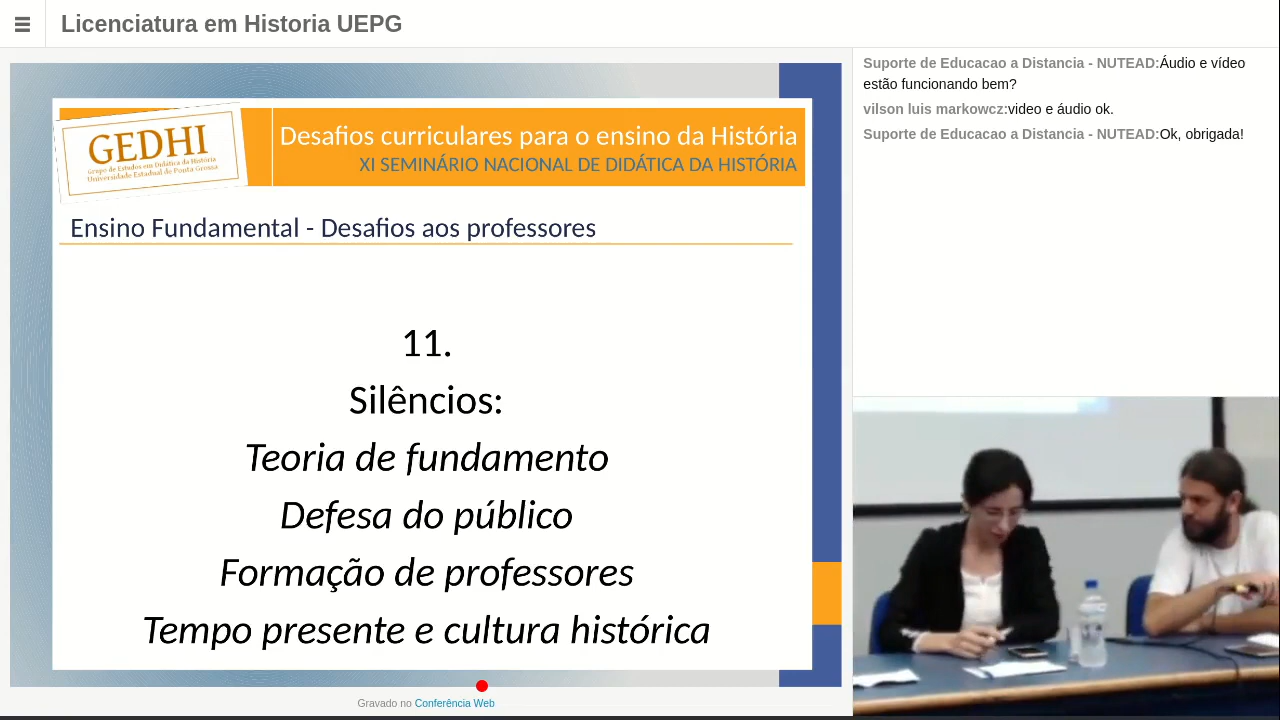 Licenciatura em Historia UEPG
GEDHI
Grupo de Estudos em Didática da História
Universidade Estadual de Ponta Grossa
Desafios curriculares para o ensino da História
XI SEMINÁRIO NACIONAL DE DIDÁTICA DA HISTÓRIA
Ensino Fundamental - Desafios aos professores
11.
Silêncios:
Teoria de fundamento
Defesa do público
Formação de professores
Tempo presente e cultura histórica
Gravado no Conferência Web
Suporte de Educacao a Distancia - NUTEAD:Áudio e vídeo
estão funcionando bem?
vilson luis markowcz:video e áudio ok.
Suporte de Educacao a Distancia - NUTEAD:Ok, obrigada!